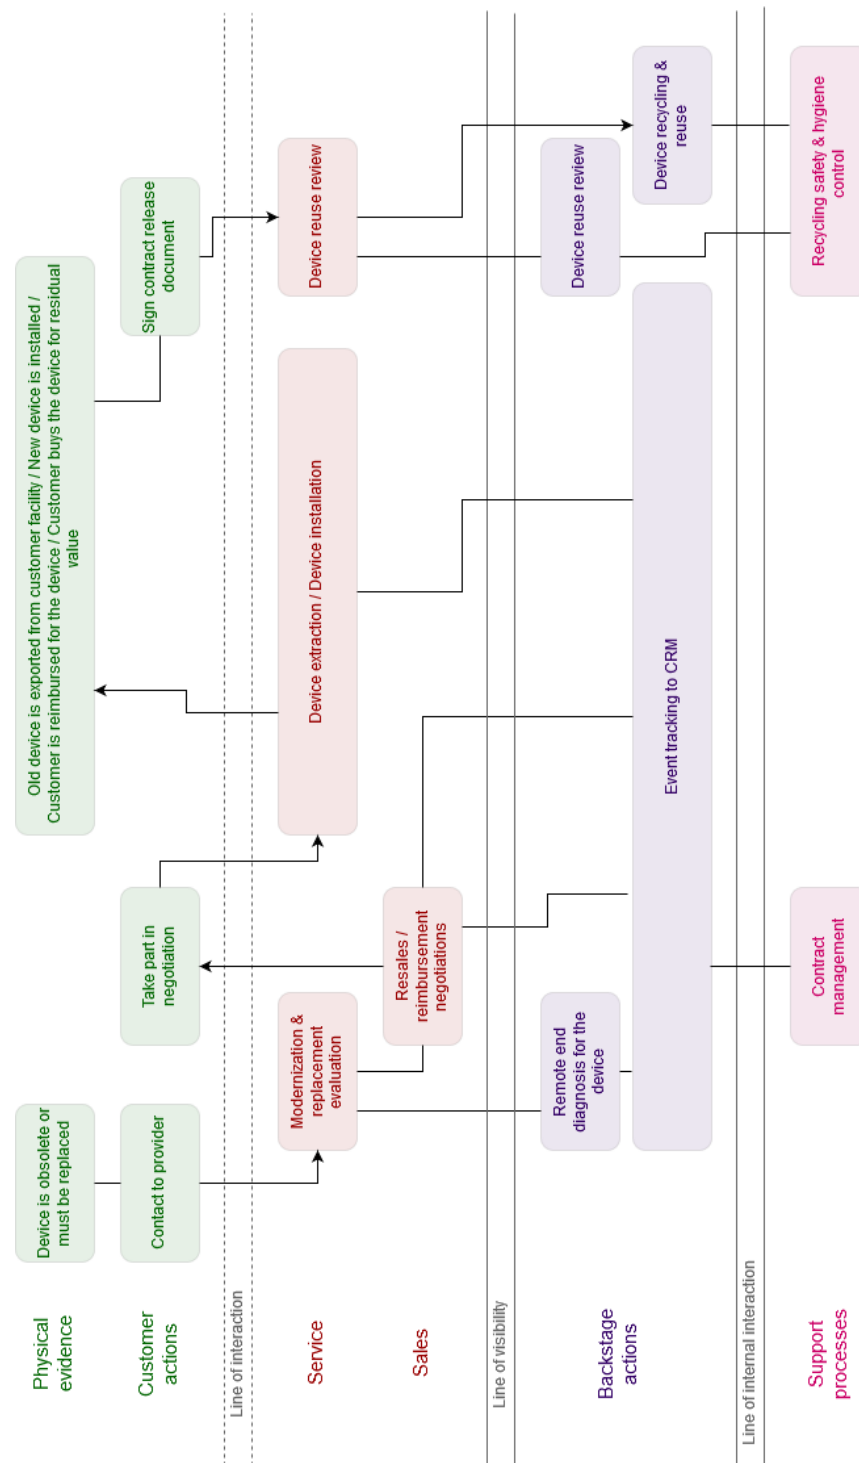 Physical
evidence
Device is obsolete or
must be replaced
Old device is exported from customer facility / New device is installed /
Customer is reimbursed for the device / Customer buys the device for residual
value
Customer
actions
Contact to provider
Take part in
negotiation
Sign contract release
document
Line of interaction
Service
Modernization &
replacement
evaluation
Device extraction / Device installation
Device reuse review
Sales
Resales /
reimbursement
negotiations
Line of visibility
Backstage
actions
Remote end
diagnosis for the
device
Device reuse review
Event tracking to CRM
Device recycling &
reuse
Line of internal interaction
Support
processes
Contract
management
Recycling safety & hygiene
control